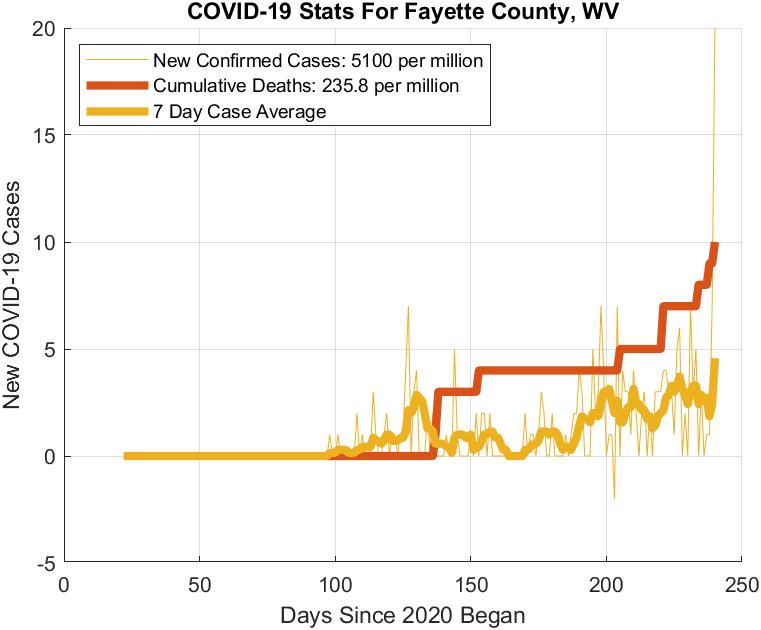 COVID-19 Stats For Fayette County, WV
New Confirmed Cases: 5100 per million
Cumulative Deaths: 235.8 per million
7 Day Case Average
New COVID-19 Cases
20
15
10
5
0
-5
0 50 100 150 200 250
Days Since 2020 Began